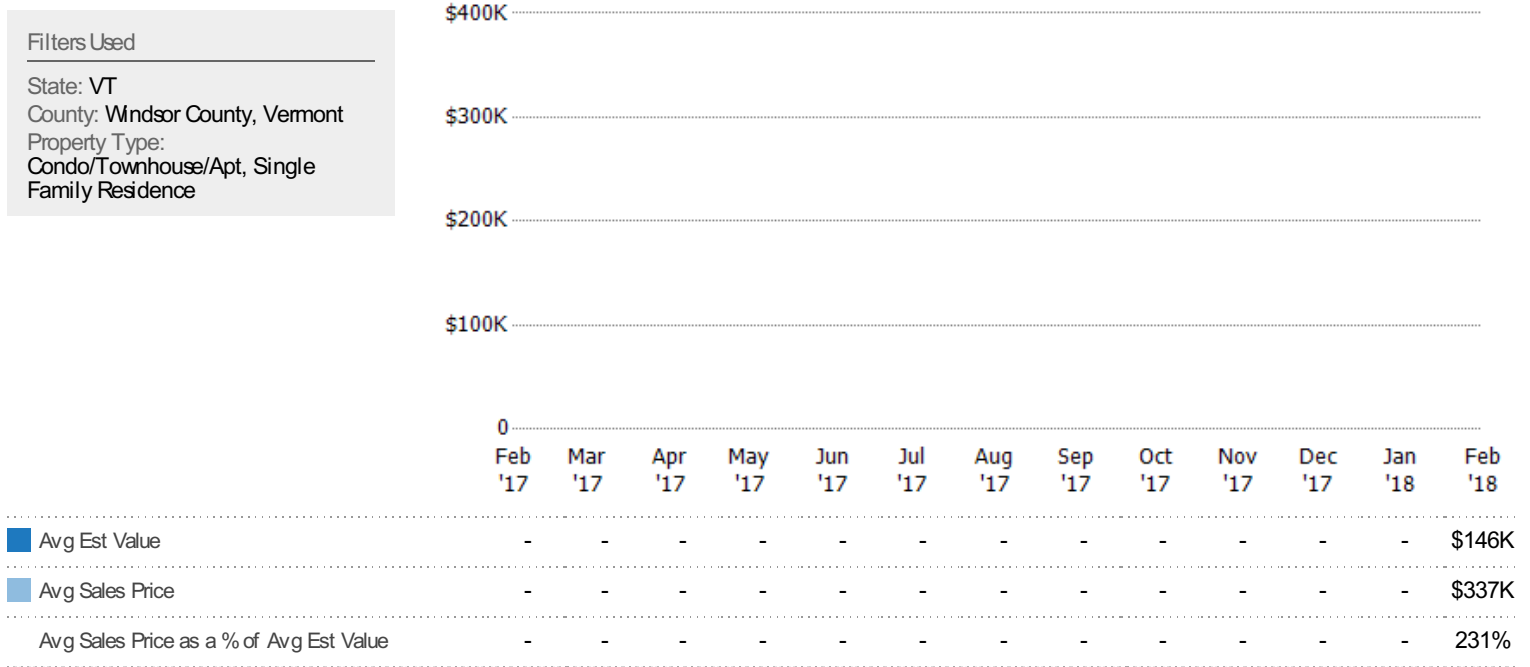 Filters Used
State: VT
County: Windsor County, Vermont
Property Type:
Condo/Townhouse/Apt, Single
Family Residence
$400K
$300K
$200K
$100K
0
Feb Mar Apr May Jun Jul Aug Sep Oct Nov Dec Jan Feb
'17 '17 '17 '17 '17 '17 '17 '17 '17 '17 '17 '18 '18
Avg Est Value - - - - - - - - - - - - $146K
Avg Sales Price - - - - - - - - - - - - $337K
Avg Sales Price as a % of Avg Est Value - - - - - - - - - - - - 231%